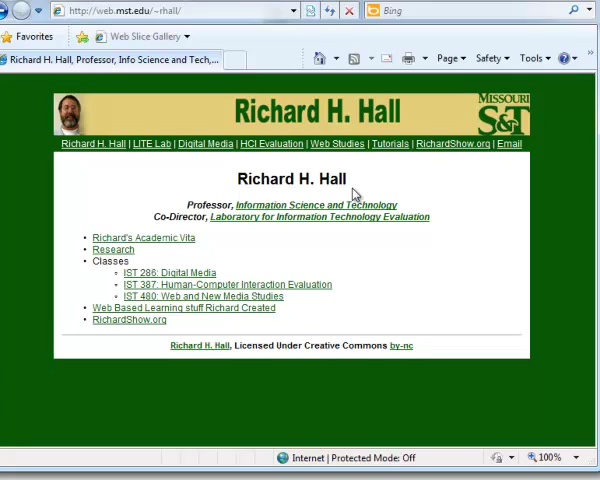 http://web.mst.edu/~rhall/
Bing
Favorites
Web Slice Gallery
Richard H. Hall, Professor, Info Science and Tech,...
Page
Safety
Tools
Richard H. Hall
MISSOURI
S&T
Richard H. Hall | LITE Lab | Digital Media | HCI Evaluation | Web Studies | Tutorials | RichardShow.org | Email
Richard H. Hall
Professor, Information Science and Technology
Co-Director, Laboratory for Information Technology Evaluation
Richard's Academic Vita
Research
Classes
IST 286: Digital Media
IST 387: Human-Computer Interaction Evaluation
IST 480: Web and New Media Studies
Web Based Learning stuff Richard Created
RichardShow.org
Richard H. Hall, Licensed Under Creative Commons by-nc
Internet | Protected Mode: Off
100%